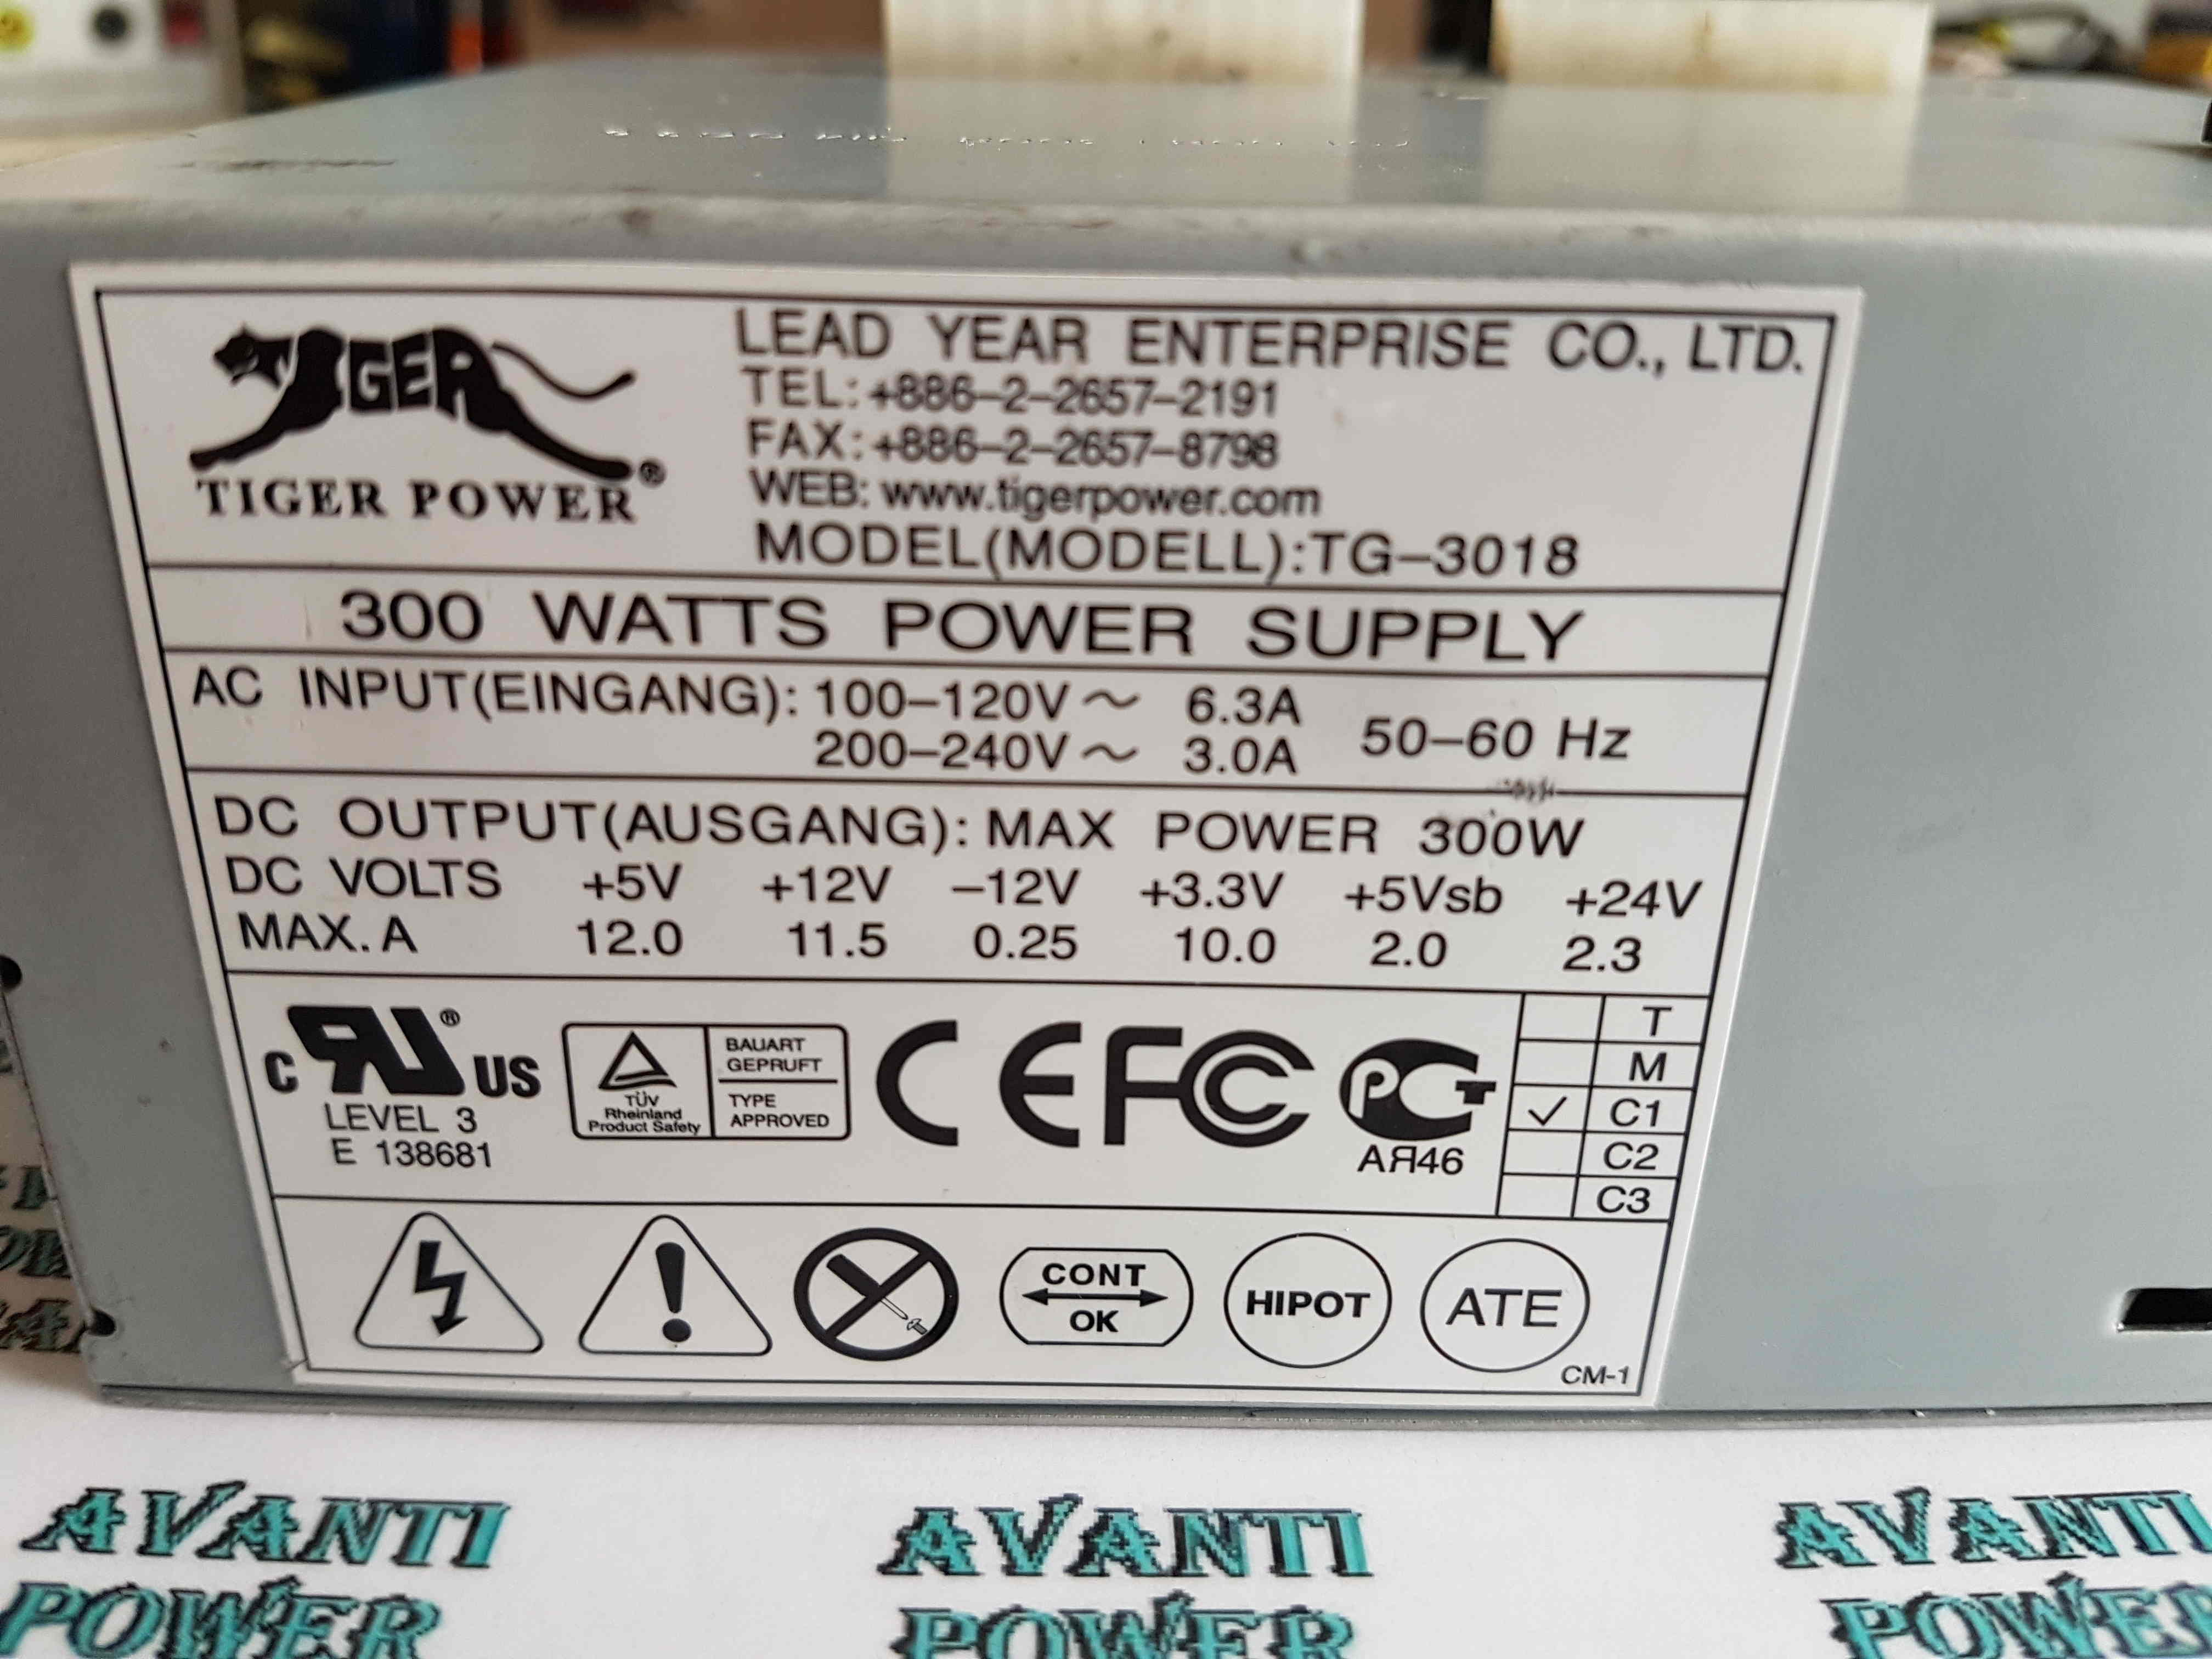 TIGER
TIGER POWER®
LEAD YEAR ENTERPRISE CO., LTD.
TEL: +886-2-2657-2191
FAX: +886-2-2657-8798
WEB: www.tigerpower.com
MODEL(MODELL): TG-3018
300 WATTS POWER SUPPLY
AC INPUT(EINGANG): 100-120V~ 6.3A 50-60 Hz
200-240V~ 3.0A
DC OUTPUT(AUSGANG): MAX POWER 300W
DC VOLTS +5V +12V -12V +3.3V +5Vsb +24V
MAX. A 12.0 11.5 0.25 10.0 2.0 2.3
c RU® US
LEVEL 3
E 138681
TÜV
Rheinland
Product Safety
BAUART
GEPRUFT
TYPE
APPROVED
CE FC
РСТ
АЯ46
T
M
✓ C1
C2
C3
CONT
OK
HIPOT
ATE
CM-1
AVANTI
POWER
AVANTI
POWER
AVANTI
POWER